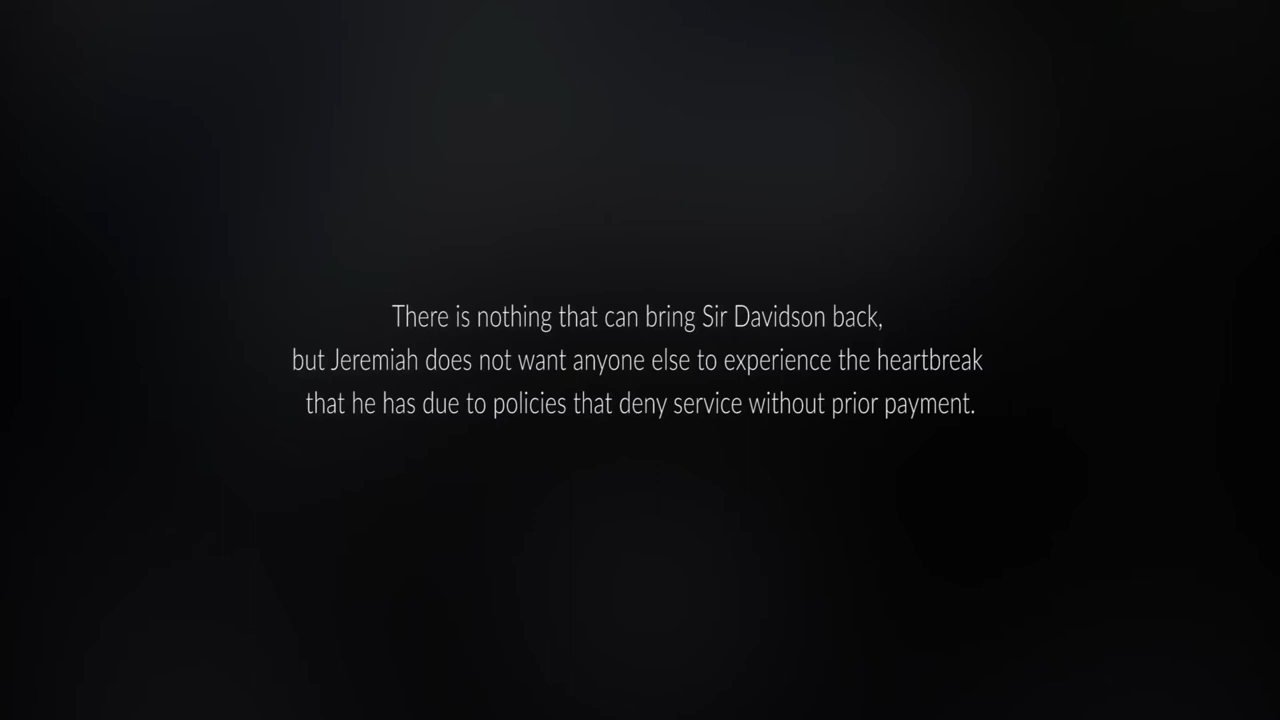 There is nothing that can bring Sir Davidson back,
but Jeremiah does not want anyone else to experience the heartbreak
that he has due to policies that deny service without prior payment.